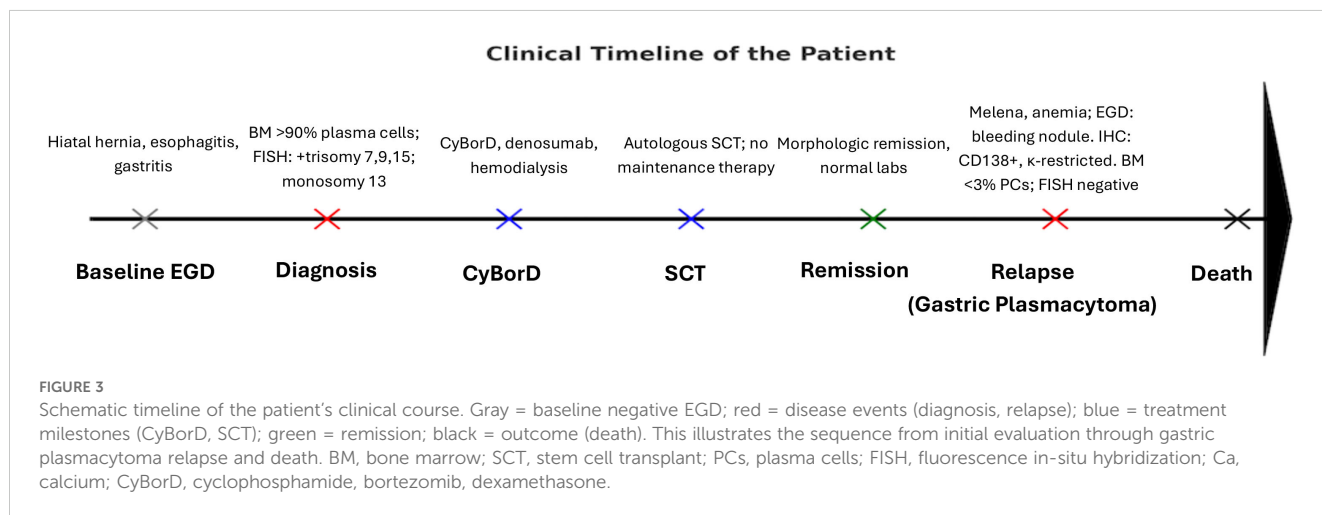 Clinical Timeline of the Patient
Hiatal hernia, esophagitis,
gastritis
BM >90% plasma cells;
FISH: +trisomy 7,9,15;
monosomy 13
CyBorD, denosumab,
hemodialysis
Autologous SCT; no
maintenance therapy
Morphologic remission,
normal labs
Melena, anemia; EGD:
bleeding nodule. IHC:
CD138+, κ-restricted. BM
<3% PCs; FISH negative
Baseline EGD
Diagnosis
CyBorD
SCT
Remission
Relapse
(Gastric Plasmacytoma)
Death
FIGURE 3
Schematic timeline of the patient's clinical course. Gray = baseline negative EGD; red = disease events (diagnosis, relapse); blue = treatment
milestones (CyBorD, SCT); green = remission; black = outcome (death). This illustrates the sequence from initial evaluation through gastric
plasmacytoma relapse and death. BM, bone marrow; SCT, stem cell transplant; PCs, plasma cells; FISH, fluorescence in-situ hybridization; Ca,
calcium; CyBorD, cyclophosphamide, bortezomib, dexamethasone.